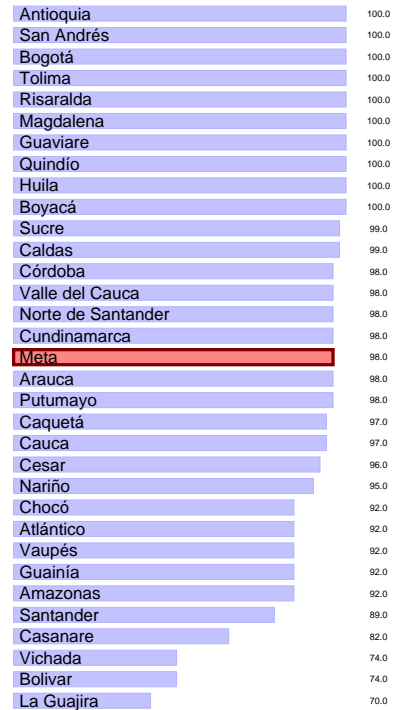 Antioquia 100.0
San Andrés 100.0
Bogotá 100.0
Tolima 100.0
Risaralda 100.0
Magdalena 100.0
Guaviare 100.0
Quindío 100.0
Huila 100.0
Boyacá 100.0
Sucre 99.0
Caldas 99.0
Córdoba 98.0
Valle del Cauca 98.0
Norte de Santander 98.0
Cundinamarca 98.0
Meta 98.0
Arauca 98.0
Putumayo 98.0
Caquetá 97.0
Cauca 97.0
Cesar 96.0
Nariño 95.0
Chocó 92.0
Atlántico 92.0
Vaupés 92.0
Guainía 92.0
Amazonas 92.0
Santander 89.0
Casanare 82.0
Vichada 74.0
Bolivar 74.0
La Guajira 70.0